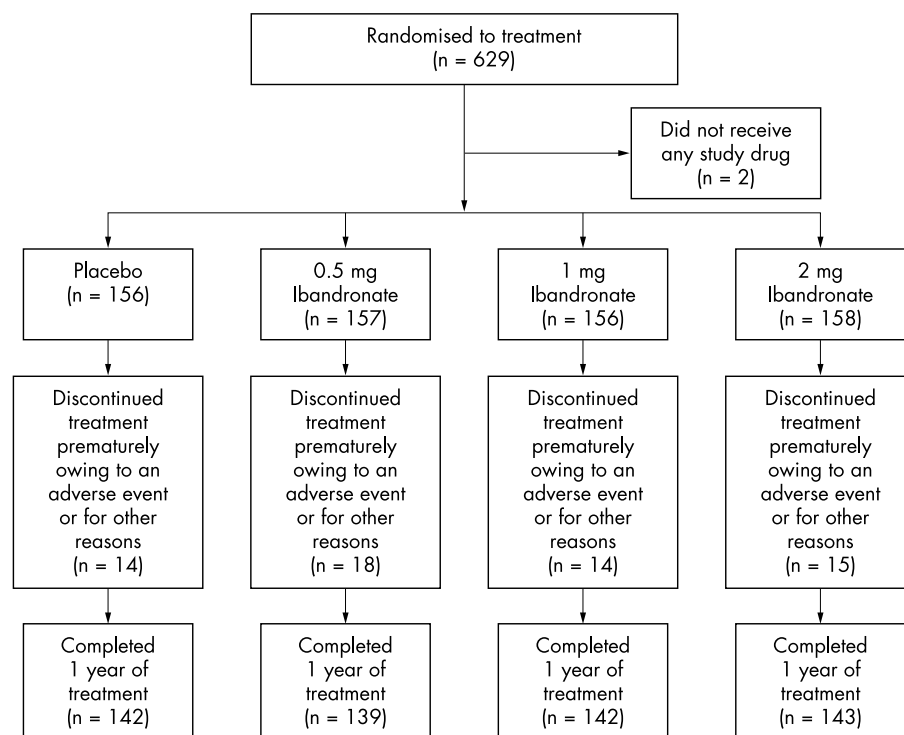 Randomised to treatment
(n = 629)
Did not receive
any study drug
(n = 2)
Placebo
(n = 156)
0.5 mg
Ibandronate
(n = 157)
1 mg
Ibandronate
(n = 156)
2 mg
Ibandronate
(n = 158)
Discontinued
treatment
prematurely
owing to an
adverse event
or for other
reasons
(n = 14)
Discontinued
treatment
prematurely
owing to an
adverse event
or for other
reasons
(n = 18)
Discontinued
treatment
prematurely
owing to an
adverse event
or for other
reasons
(n = 14)
Discontinued
treatment
prematurely
owing to an
adverse event
or for other
reasons
(n = 15)
Completed
1 year of
treatment
(n = 142)
Completed
1 year of
treatment
(n = 139)
Completed
1 year of
treatment
(n = 142)
Completed
1 year of
treatment
(n = 143)